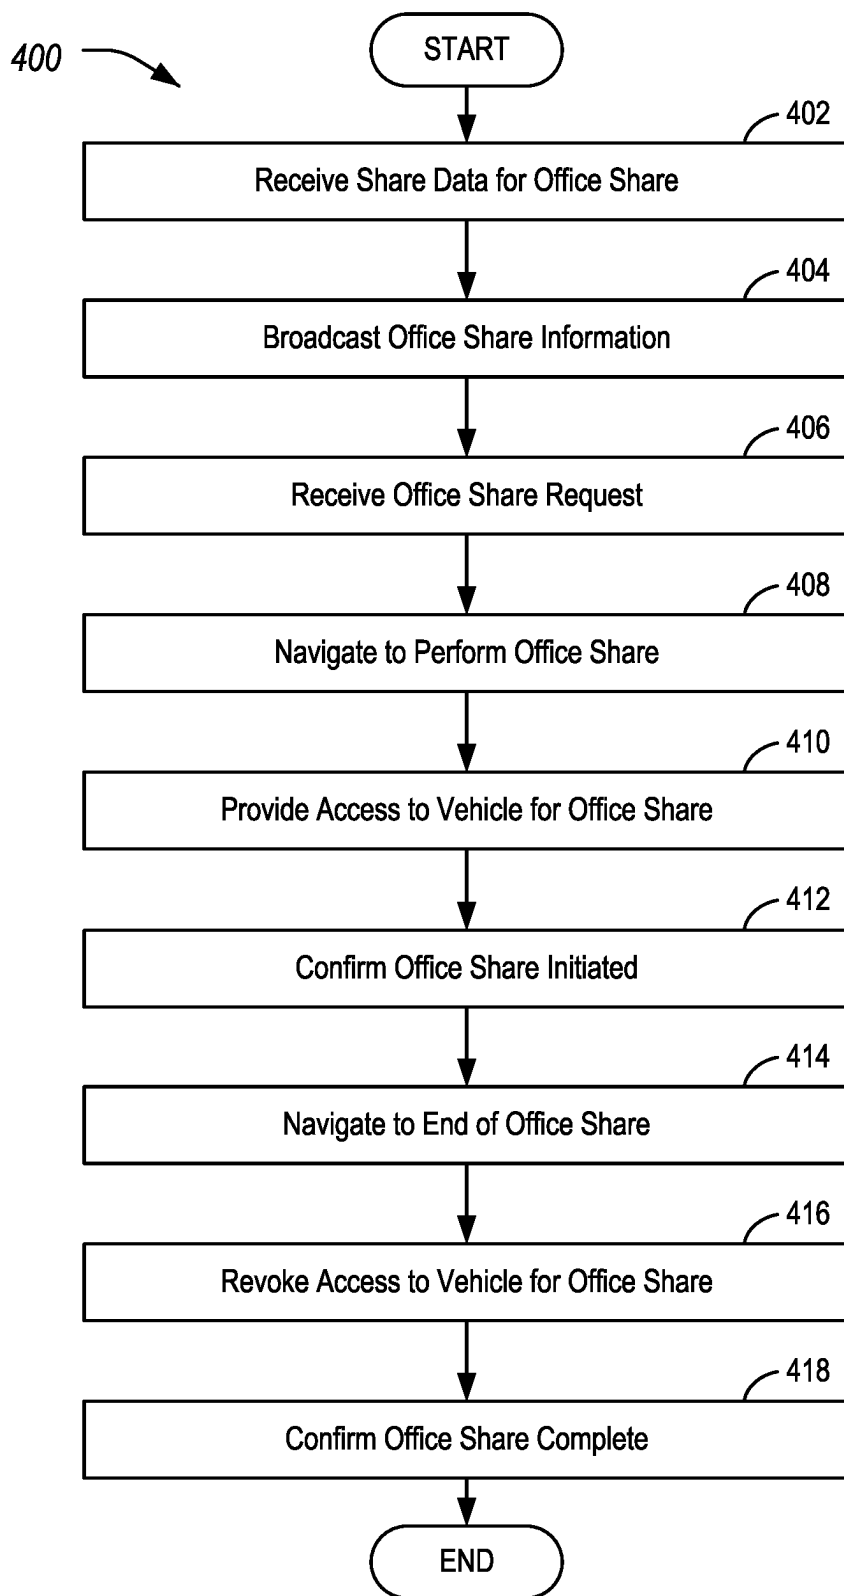 400
START
402
Receive Share Data for Office Share
404
Broadcast Office Share Information
406
Receive Office Share Request
408
Navigate to Perform Office Share
410
Provide Access to Vehicle for Office Share
412
Confirm Office Share Initiated
414
Navigate to End of Office Share
416
Revoke Access to Vehicle for Office Share
418
Confirm Office Share Complete
END